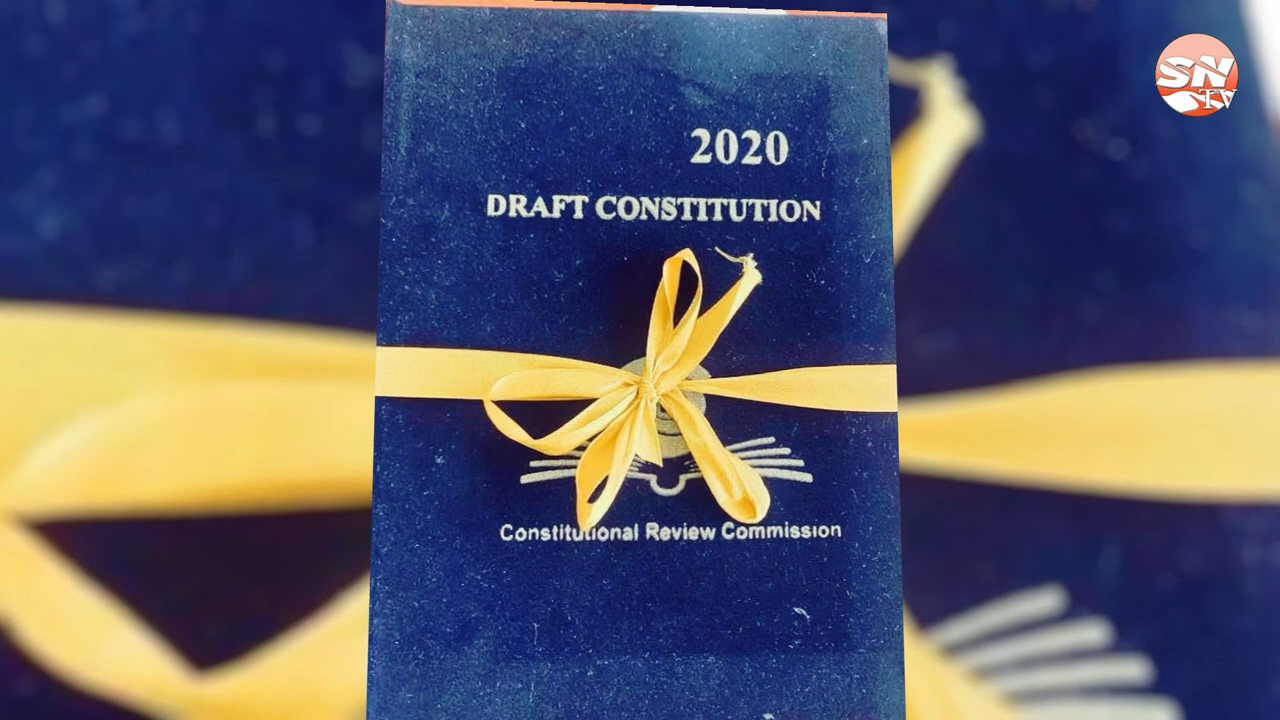 SN
TV
2020
DRAFT CONSTITUTION
Constitutional Review Commission